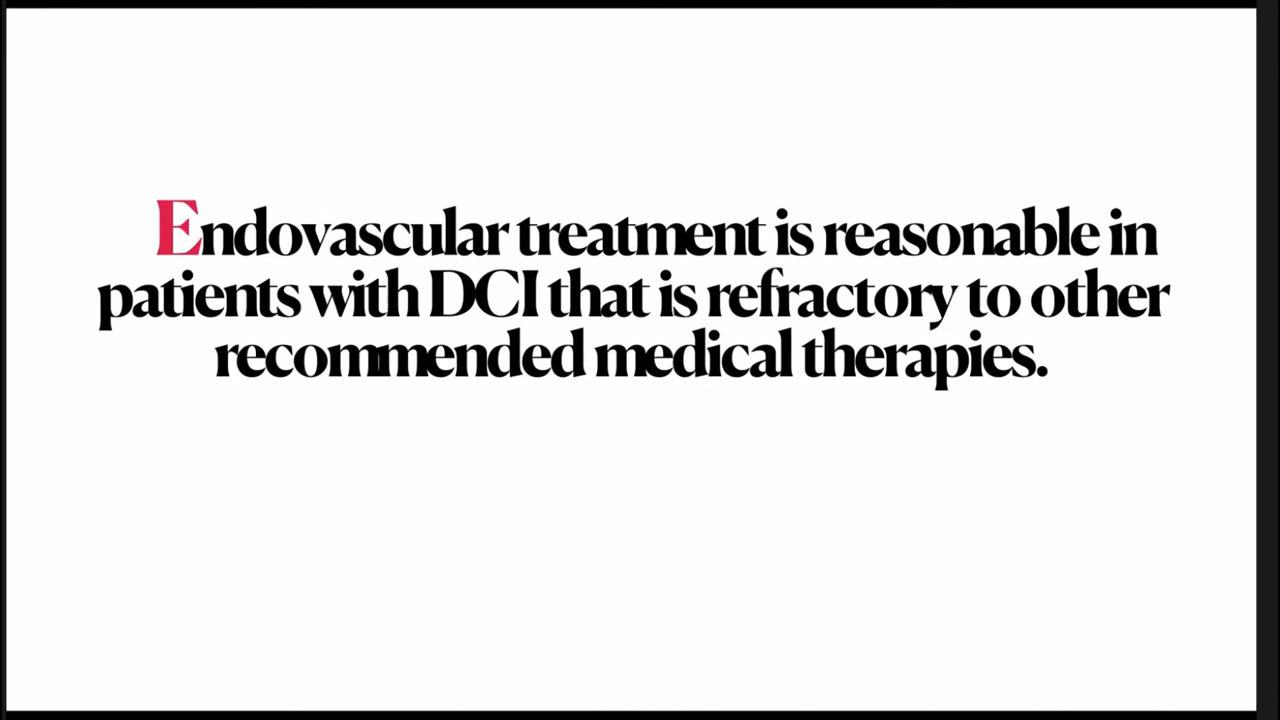 Endovascular treatment is reasonable in
patients with DCI that is refractory to other
recommended medical therapies.